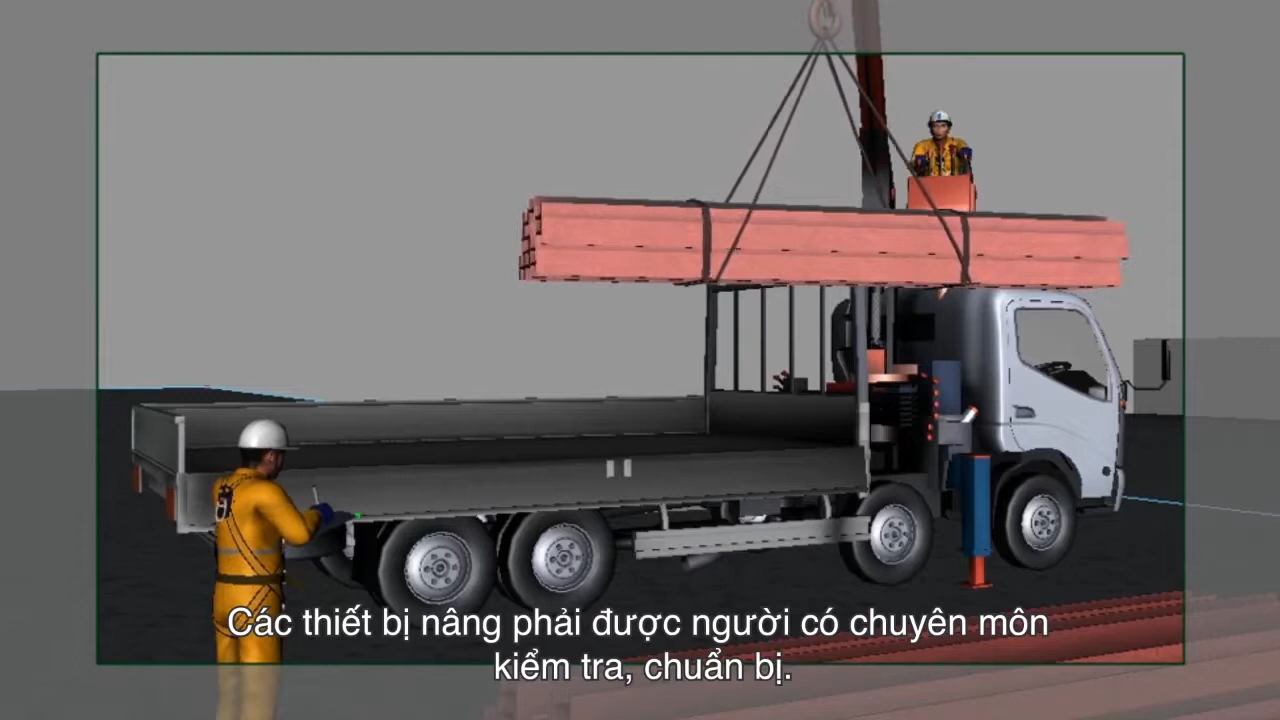 Các thiết bị nâng phải được người có chuyên môn
kiểm tra, chuẩn bị.